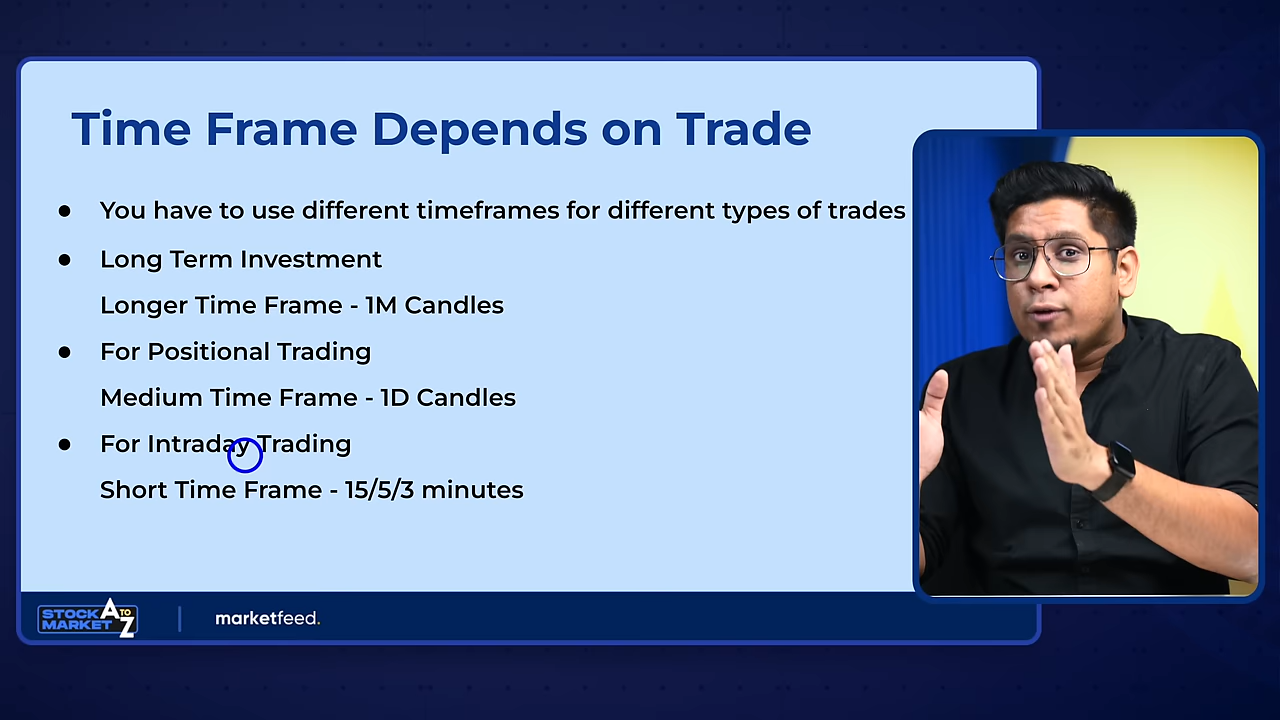 Time Frame Depends on Trade
● You have to use different timeframes for different types of trades
● Long Term Investment
Longer Time Frame - 1M Candles
● For Positional Trading
Medium Time Frame - 1D Candles
● For Intraday Trading
Short Time Frame - 15/5/3 minutes
STOCK MARKET A TO Z
marketfeed.